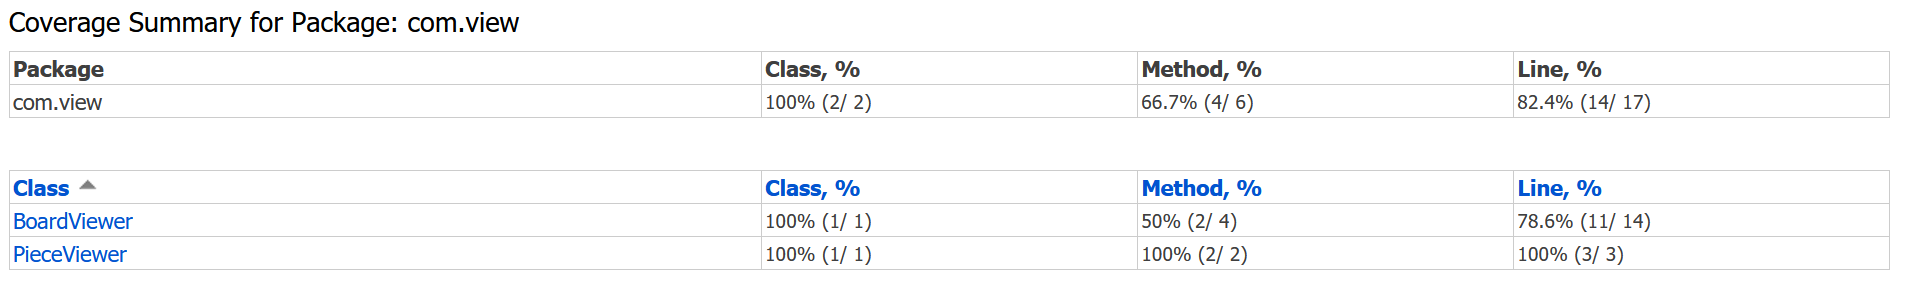 Coverage Summary for Package: com.view
Package Class, % Method, % Line, %
com.view 100% (2/ 2) 66.7% (4/ 6) 82.4% (14/ 17)
Class Class, % Method, % Line, %
BoardViewer 100% (1/ 1) 50% (2/ 4) 78.6% (11/ 14)
PieceViewer 100% (1/ 1) 100% (2/ 2) 100% (3/ 3)